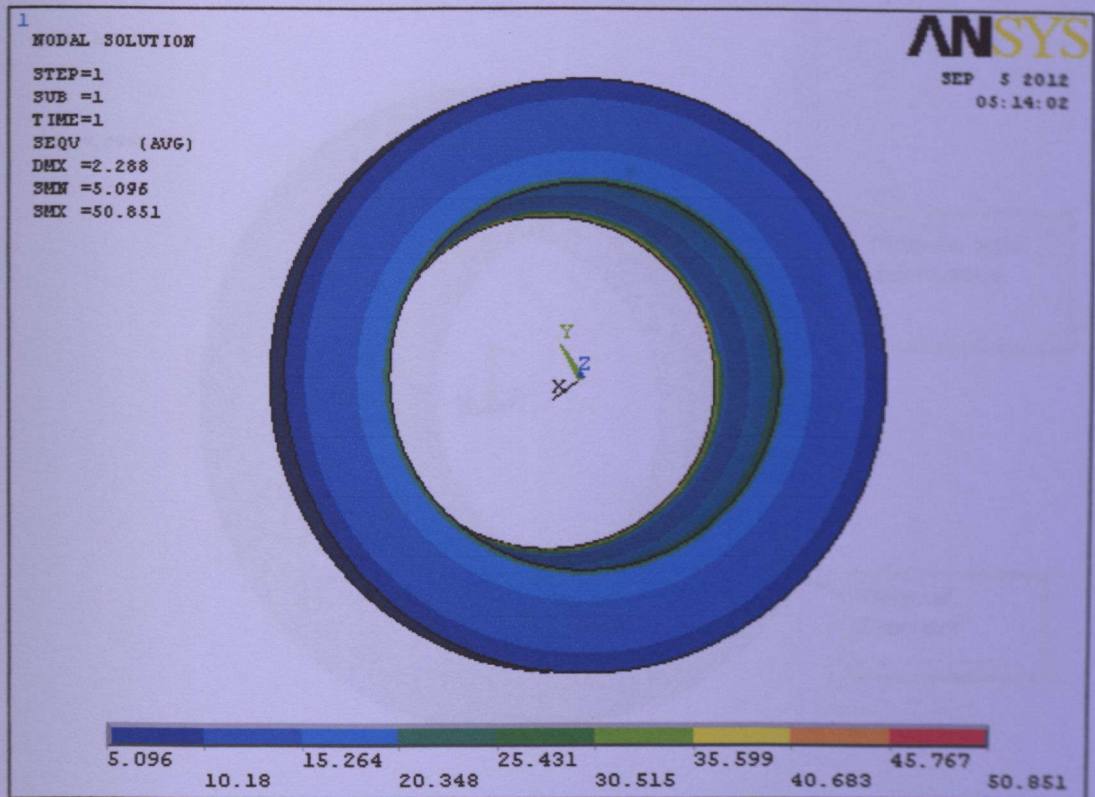 1
NODAL SOLUTION
STEP=1
SUB =1
TIME=1
SEQV (AVG)
DMX =2.288
SMN =5.096
SMX =50.851
ANSYS
SEP 5 2012
05:14:02
Y
Z
X
5.096 15.264 25.431 35.599 45.767
10.18 20.348 30.515 40.683 50.851